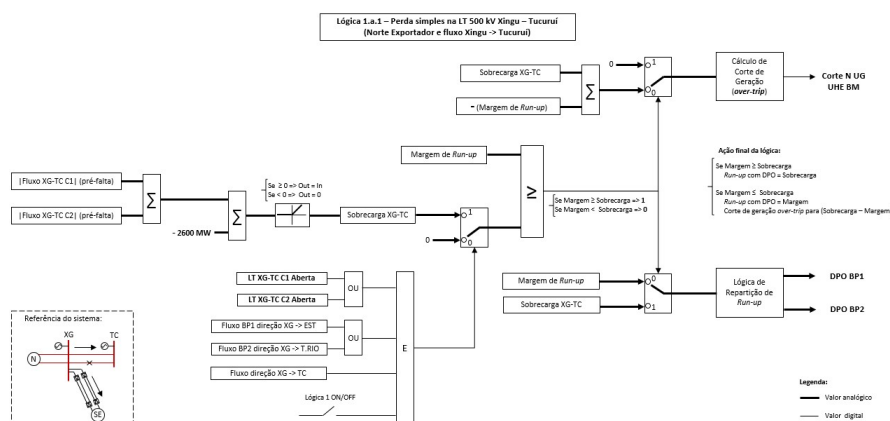 Lógica 1.a.1 – Perda simples na LT 500 kV Xingu – Tucuruí
(Norte Exportador e fluxo Xingu -> Tucuruí)
Sobrecarga XG-TC
- (Margem de Run-up)
Σ
0
1
0
Cálculo de
Corte de
Geração
(over-trip)
Corte N UG
UHE BM
|Fluxo XG-TC C1| (pré-falta)
|Fluxo XG-TC C2| (pré-falta)
Σ
- 2600 MW
Σ
Se ≥ 0 => Out = In
Se < 0 => Out = 0
Sobrecarga XG-TC
0
1
0
Margem de Run-up
≥
Se Margem ≥ Sobrecarga => 1
Se Margem < Sobrecarga => 0
Ação final da lógica:
Se Margem ≥ Sobrecarga
Run-up com DPO = Sobrecarga
Se Margem ≤ Sobrecarga
Run-up com DPO = Margem
Corte de geração over-trip para (Sobrecarga – Margem
LT XG-TC C1 Aberta
LT XG-TC C2 Aberta
OU
Fluxo BP1 direção XG -> EST
Fluxo BP2 direção XG -> T.RIO
OU
Fluxo direção XG -> TC
Lógica 1 ON/OFF
E
Margem de Run-up
Sobrecarga XG-TC
0
1
Lógica de
Repartição de
Run-up
DPO BP1
DPO BP2
Referência do sistema:
XG
TC
N
SE
Legenda:
Valor analógico
Valor digital